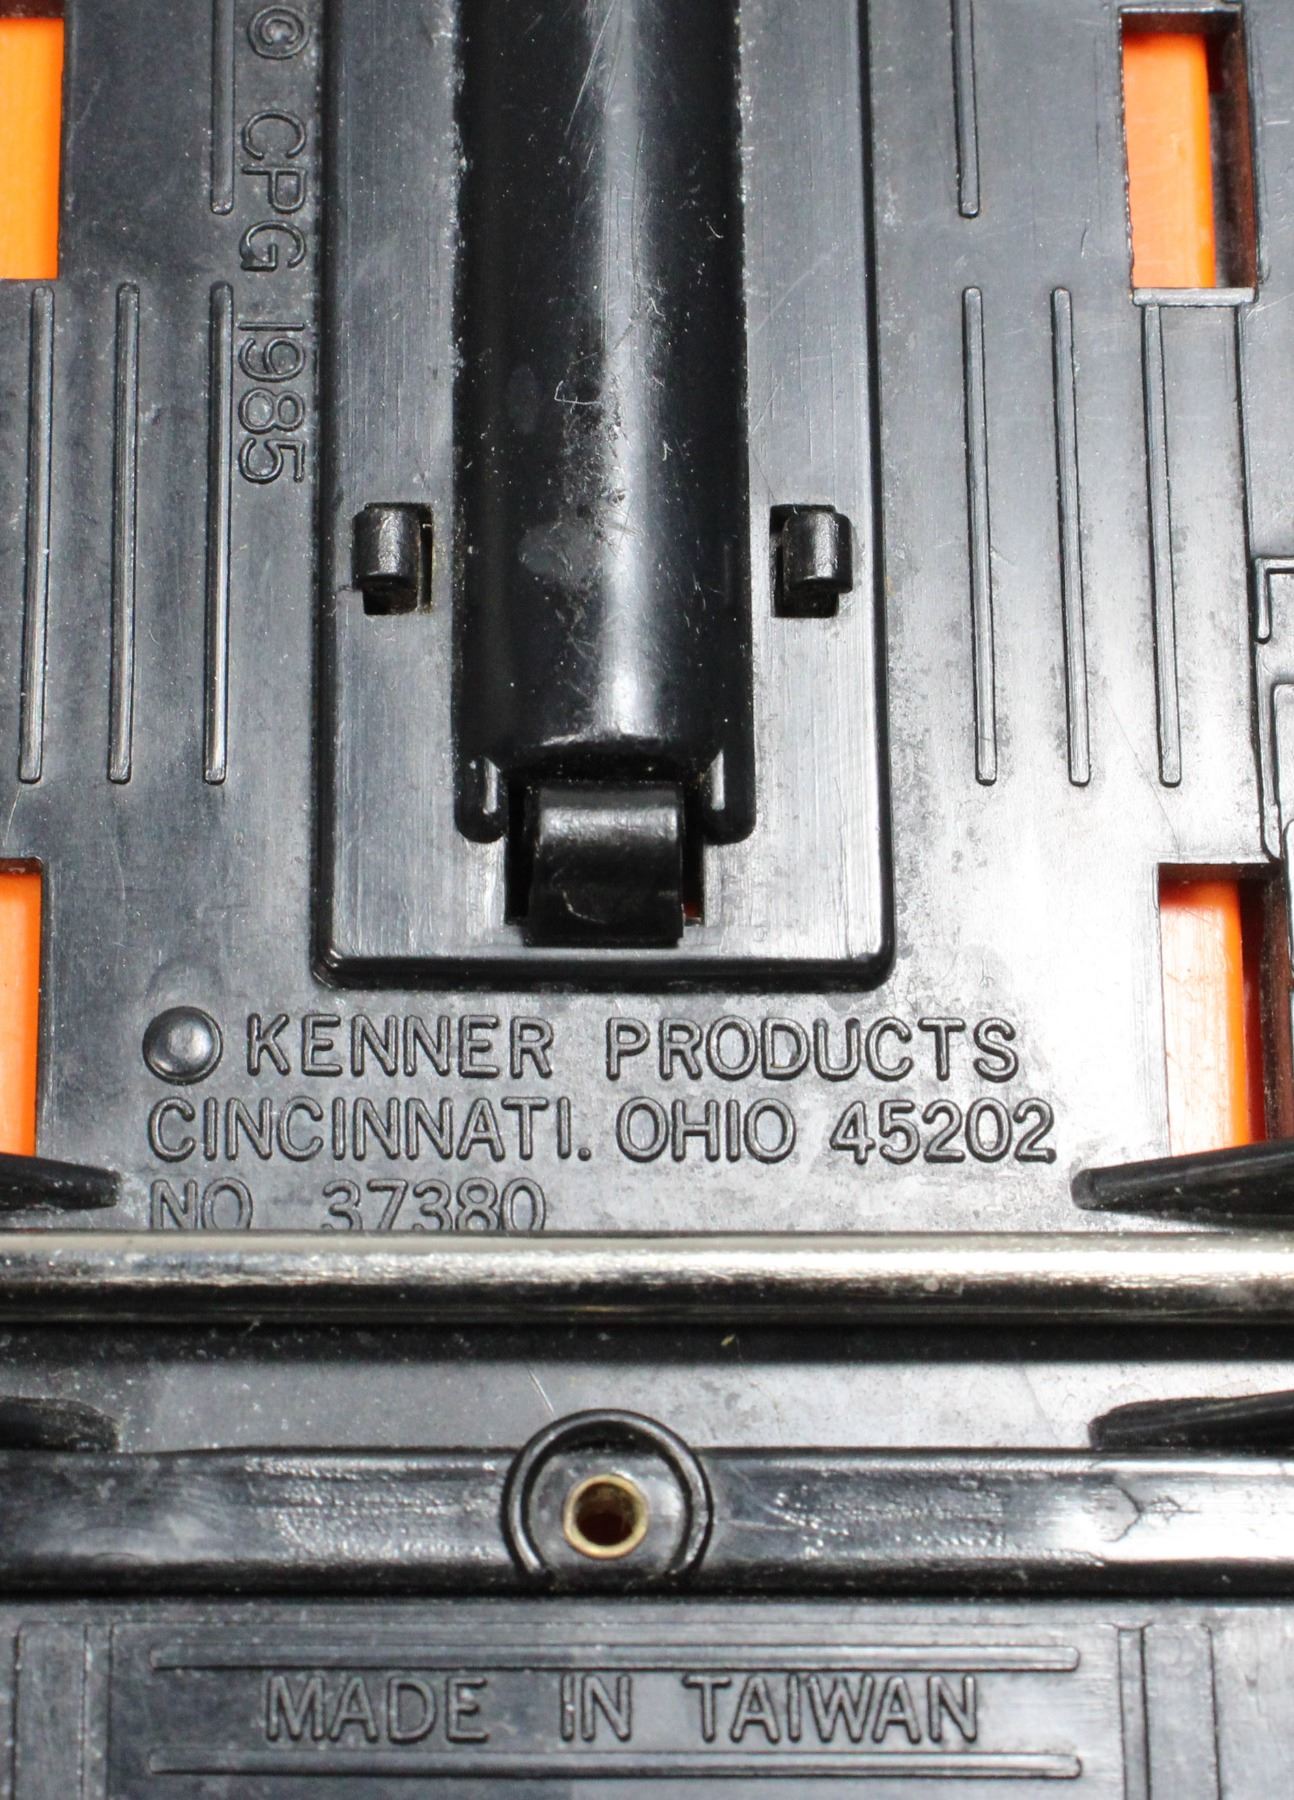 © CPG 1985
KENNER PRODUCTS
CINCINNATI. OHIO 45202
NO 37380
MADE IN TAIWAN